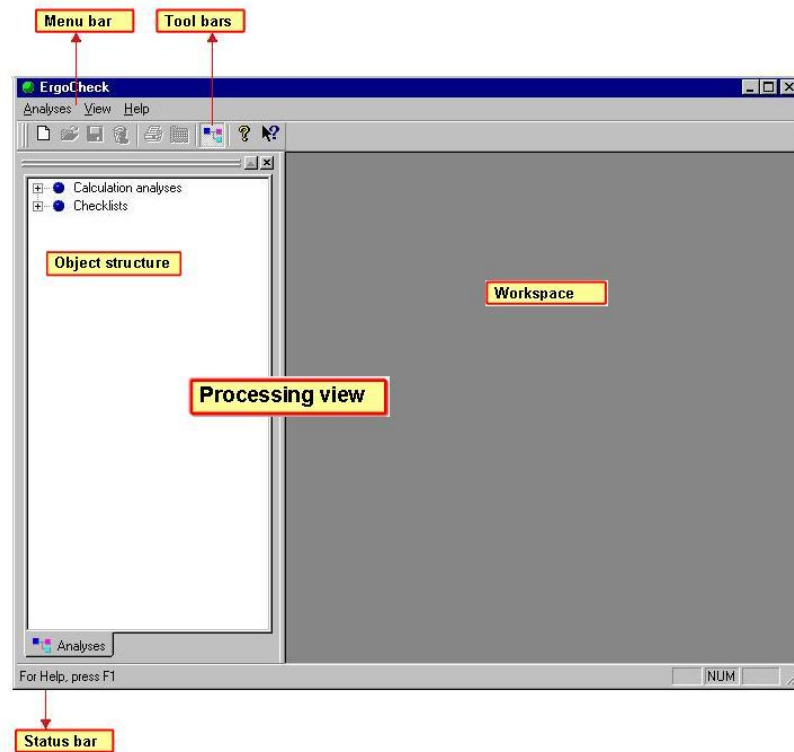 Menu bar
Tool bars
ErgoCheck
Analyses View Help
Calculation analyses
Checklists
Object structure
Workspace
Processing view
Analyses
For Help, press F1
NUM
Status bar